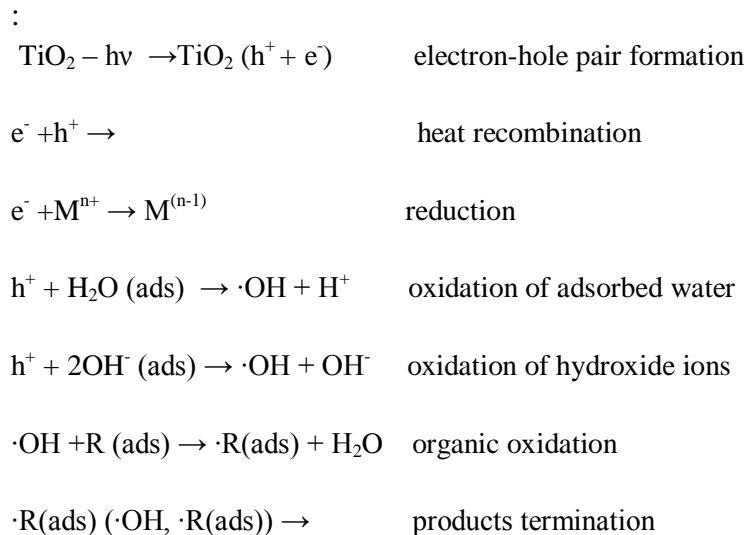 :
TiO₂ – hν →TiO₂ (h⁺ + e⁻) electron-hole pair formation
e⁻ +h⁺ → heat recombination
e⁻ +Mⁿ⁺ → M⁽ⁿ⁻¹⁾ reduction
h⁺ + H₂O (ads) → ·OH + H⁺ oxidation of adsorbed water
h⁺ + 2OH⁻ (ads) → ·OH + OH⁻ oxidation of hydroxide ions
·OH +R (ads) → ·R(ads) + H₂O organic oxidation
·R(ads) (·OH, ·R(ads)) → products termination